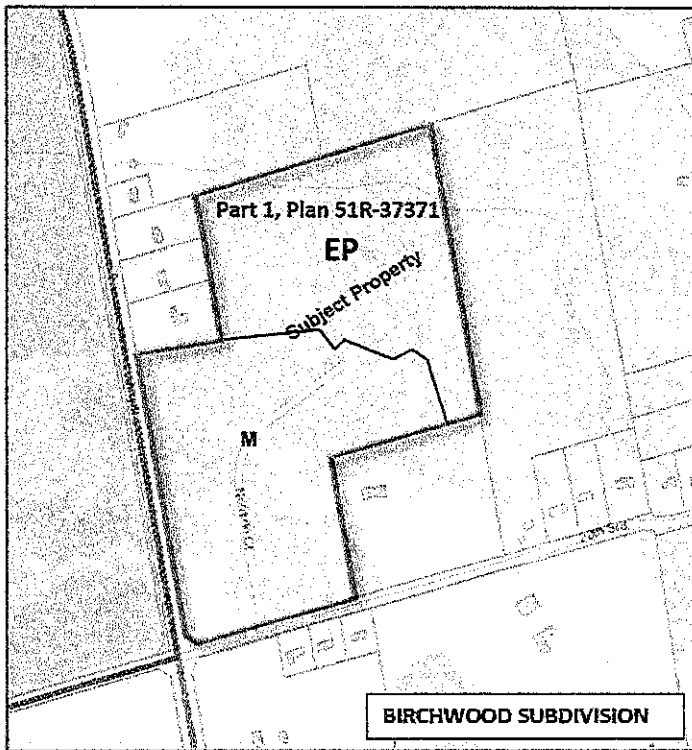 Part 1, Plan 51R-37371
EP
Subject Property
M
BIRCHWOOD SUBDIVISION